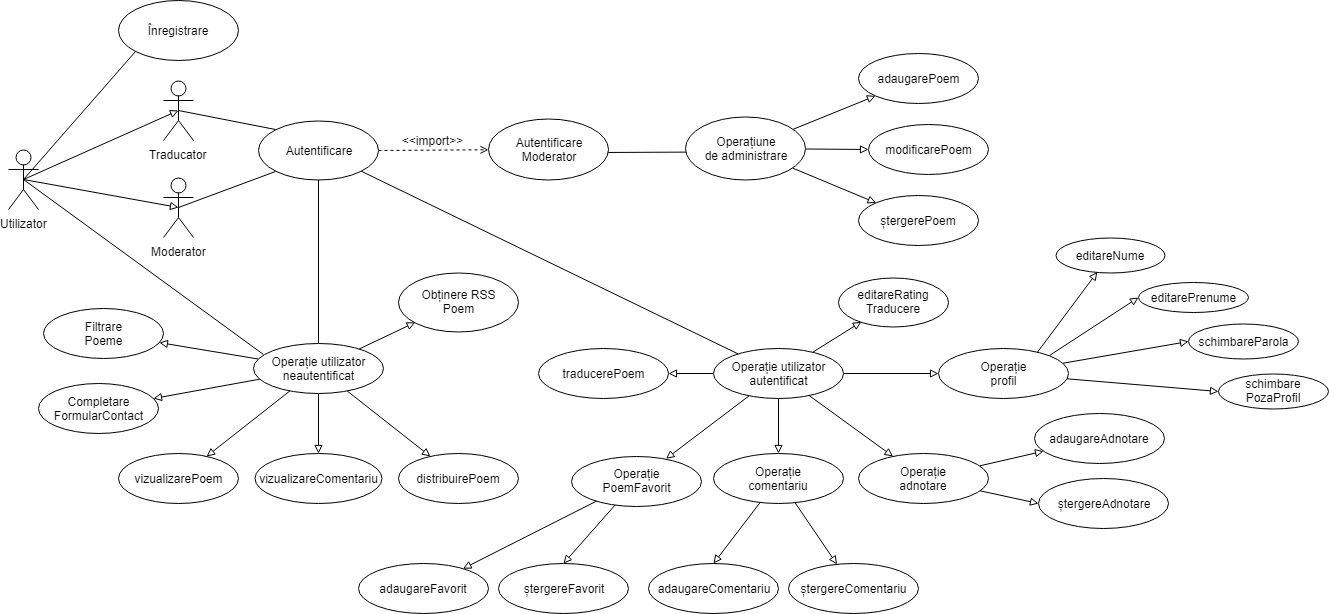 Înregistrare
adaugarePoem
Traducator
<<import>>
Autentificare
Autentificare
Moderator
Operațiune
de administrare
modificarePoem
Utilizator
Moderator
ștergerePoem
editareNume
Obținere RSS
Poem
editareRating
Traducere
editarePrenume
Filtrare
Poeme
schimbareParola
Operație utilizator
neautentificat
traducerePoem
Operație utilizator
autentificat
Operație
profil
schimbare
PozaProfil
Completare
FormularContact
adaugareAdnotare
vizualizarePoem
vizualizareComentariu
distribuirePoem
Operație
PoemFavorit
Operație
comentariu
Operație
adnotare
ștergereAdnotare
adaugareFavorit
ștergereFavorit
adaugareComentariu
ștergereComentariu